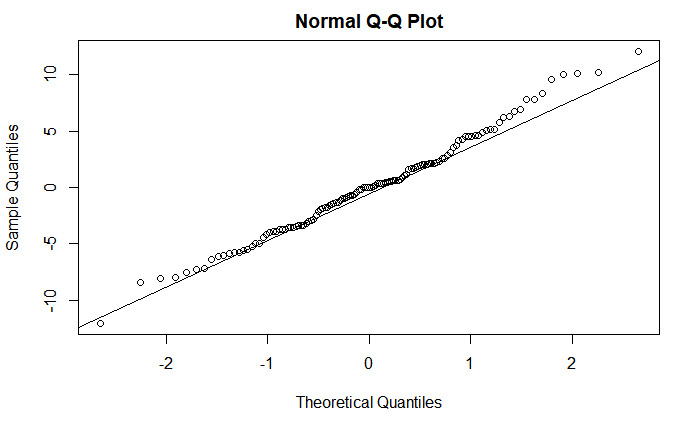 Normal Q-Q Plot
10
5
0
-5
-10
Sample Quantiles
-2 -1 0 1 2
Theoretical Quantiles